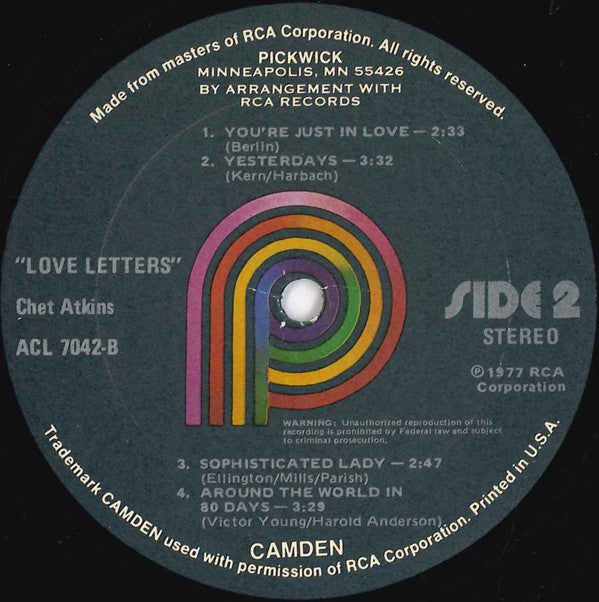 Made from masters of RCA Corporation. All rights reserved.
PICKWICK
MINNEAPOLIS, MN 55426
BY ARRANGEMENT WITH
RCA RECORDS
1. YOU'RE JUST IN LOVE — 2:33
(Berlin)
2. YESTERDAYS — 3:32
(Kern/Harbach)
"LOVE LETTERS"
Chet Atkins
ACL 7042-B
SIDE 2
STEREO
℗ 1977 RCA
Corporation
WARNING: Unauthorized reproduction of this
recording is prohibited by Federal law and subject
to criminal prosecution.
3. SOPHISTICATED LADY — 2:47
(Ellington/Mills/Parish)
4. AROUND THE WORLD IN
80 DAYS — 3:29
(Victor Young/Harold Anderson)
CAMDEN
Trademark CAMDEN used with permission of RCA Corporation. Printed in U.S.A.